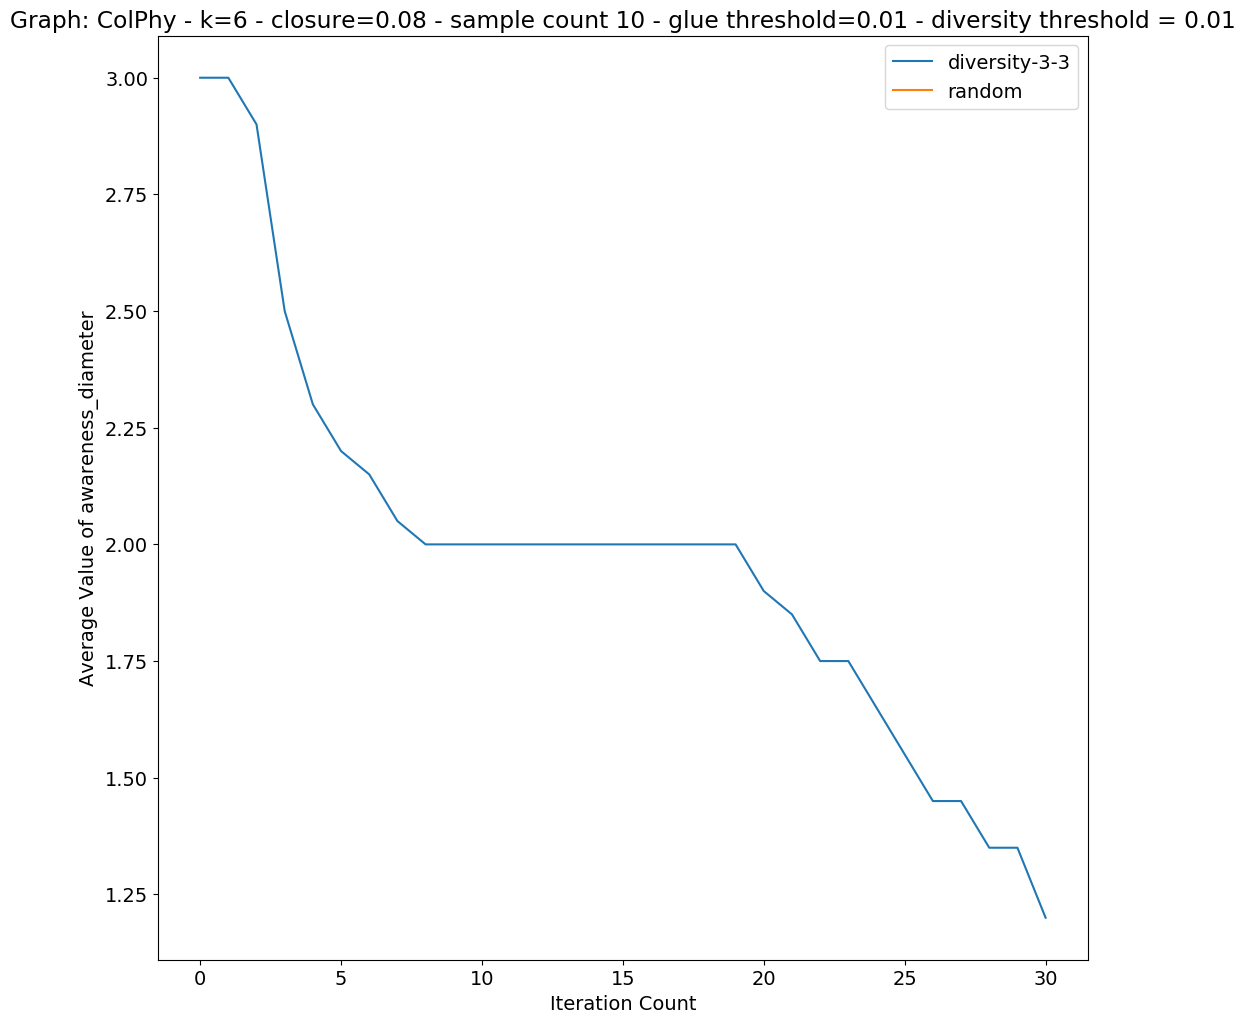 Graph: ColPhy - k=6 - closure=0.08 - sample count 10 - glue threshold=0.01 - diversity threshold = 0.01
diversity-3-3
random
3.00
2.75
2.50
2.25
2.00
1.75
1.50
1.25
Average Value of awareness_diameter
0 5 10 15 20 25 30
Iteration Count